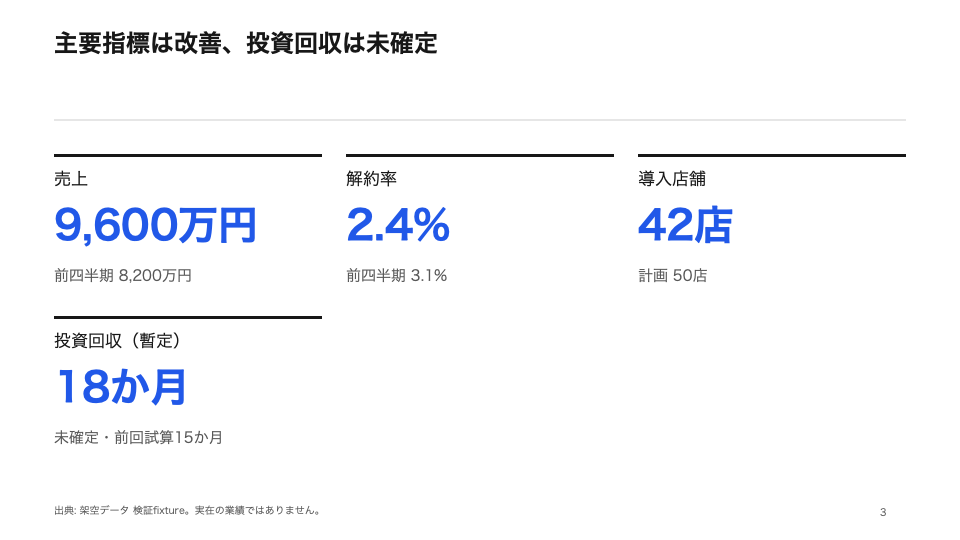 主要指標は改善、投資回収は未確定
売上
9,600万円
前四半期 8,200万円
解約率
2.4%
前四半期 3.1%
導入店舗
42店
計画 50店
投資回収（暫定）
18か月
未確定・前回試算15か月
出典: 架空データ 検証fixture。実在の業績ではありません。
3